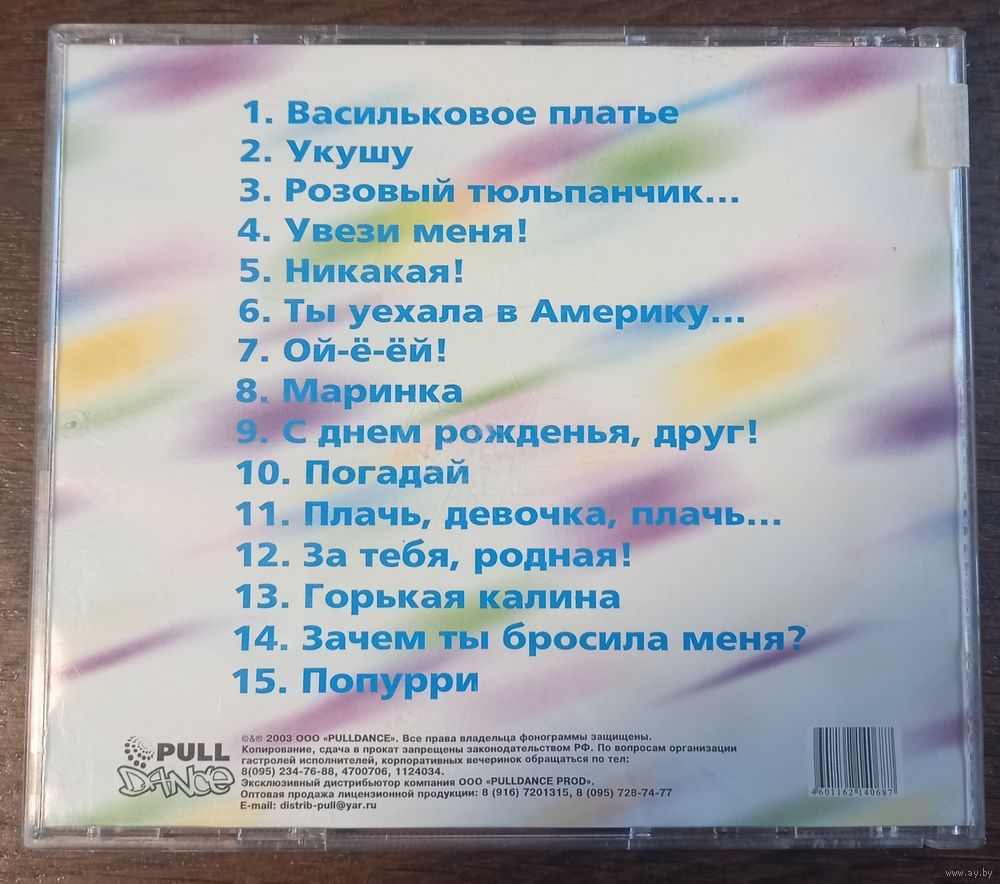 1. Васильковое платье
2. Укушу
3. Розовый тюльпанчик...
4. Увези меня!
5. Никакая!
6. Ты уехала в Америку...
7. Ой-ё-ёй!
8. Маринка
9. С днем рожденья, друг!
10. Погадай
11. Плачь, девочка, плачь...
12. За тебя, родная!
13. Горькая калина
14. Зачем ты бросила меня?
15. Попурри
PULL
DANCE
©&℗ 2003 ООО «PULLDANCE». Все права владельца фонограммы защищены.
Копирование, сдача в прокат запрещены законодательством РФ. По вопросам организации
гастролей исполнителей, корпоративных вечеринок обращаться по тел:
8(095) 234-76-88, 4700706, 1124034.
Эксклюзивный дистрибьютор компания ООО «PULLDANCE PROD».
Оптовая продажа лицензионной продукции: 8 (916) 7201315, 8 (095) 728-74-77
E-mail: distrib-pull@yar.ru
4601162140687
www.ay.by